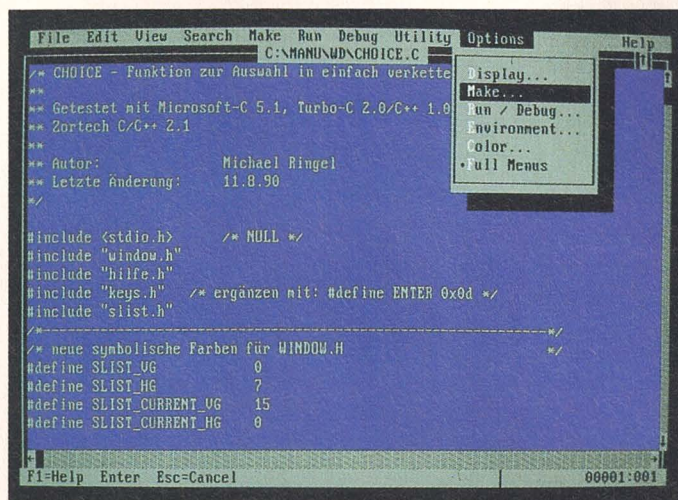 File Edit View Search Make Run Debug Utility Options Help
C:\MANU\WD\CHOICE.C
/* CHOICE - Funktion zur Auswahl in einfach verkette
**
** Getestet mit Microsoft-C 5.1, Turbo-C 2.0/C++ 1.0
** Zortech C/C++ 2.1
**
** Autor: Michael Ringel
** Letzte Änderung: 11.8.90
*/
#include <stdio.h> /* NULL */
#include "window.h"
#include "hilfe.h"
#include "keys.h" /* ergänzen mit: #define ENTER 0x0d */
#include "slist.h"
/*--------------------------------------------------------------*/
/* neue symbolische Farben für WINDOW.H */
#define SLIST_VG 0
#define SLIST_HG 7
#define SLIST_CURRENT_VG 15
#define SLIST_CURRENT_HG 0
Display...
Make...
Run / Debug...
Environment...
Color...
•Full Menus
F1=Help Enter Esc=Cancel 00001:001